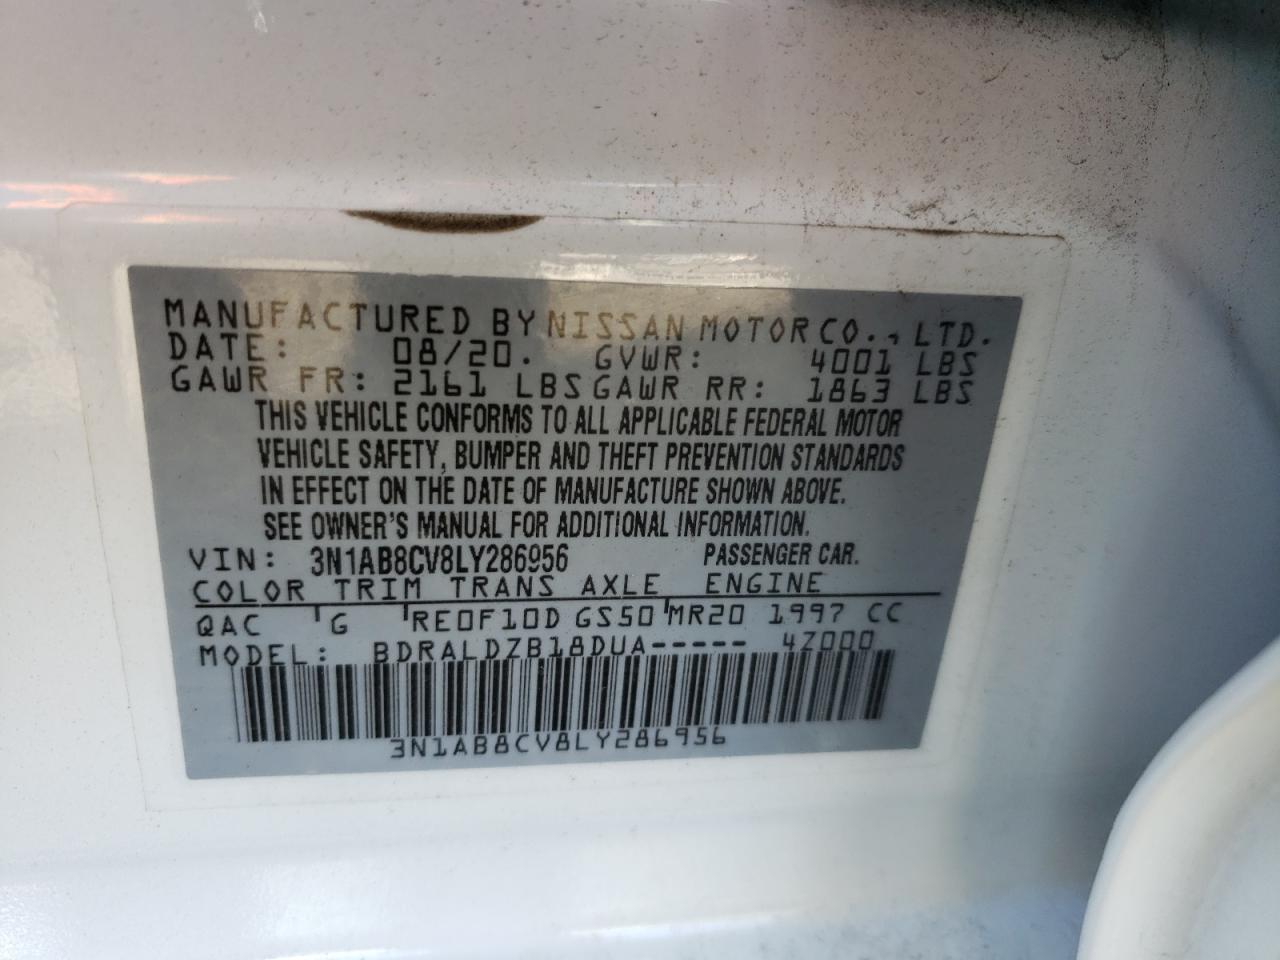 MANUFACTURED BY NISSAN MOTOR CO., LTD.
DATE: 08/20. GVWR: 4001 LBS
GAWR FR: 2161 LBS GAWR RR: 1863 LBS
THIS VEHICLE CONFORMS TO ALL APPLICABLE FEDERAL MOTOR
VEHICLE SAFETY, BUMPER AND THEFT PREVENTION STANDARDS
IN EFFECT ON THE DATE OF MANUFACTURE SHOWN ABOVE.
SEE OWNER'S MANUAL FOR ADDITIONAL INFORMATION.
VIN: 3N1AB8CV8LY286956 PASSENGER CAR.
COLOR TRIM TRANS AXLE ENGINE
QAC G RE0F10D GS50 MR20 1997 CC
MODEL: BDRALDZB18DUA----- 4Z000
3N1AB8CV8LY286956